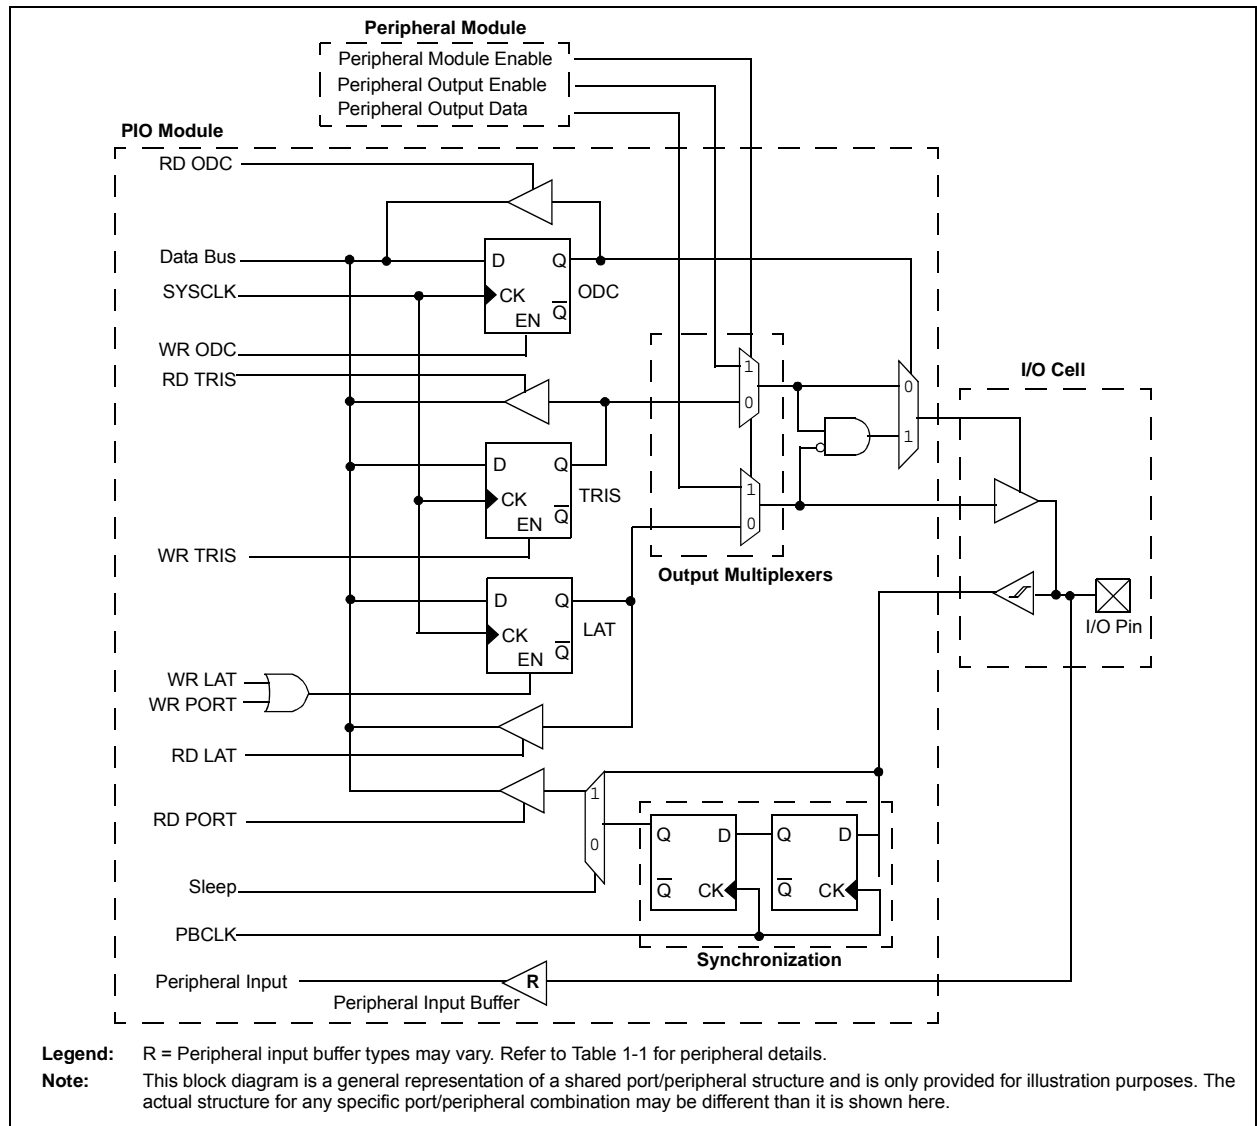 Peripheral Module
Peripheral Module Enable
Peripheral Output Enable
Peripheral Output Data
PIO Module
RD ODC
Data Bus
D Q
SYSCLK
CK
ODC
EN Q
WR ODC
RD TRIS
1
0
0
1
I/O Cell
D Q
CK
TRIS
EN Q
1
0
WR TRIS
Output Multiplexers
D Q
CK
LAT
EN Q
I/O Pin
WR LAT
WR PORT
RD LAT
RD PORT
1
0
Q D
Q D
Q CK
Q CK
Sleep
PBCLK
Synchronization
Peripheral Input
R
Peripheral Input Buffer
Legend: R = Peripheral input buffer types may vary. Refer to Table 1-1 for peripheral details.
Note: This block diagram is a general representation of a shared port/peripheral structure and is only provided for illustration purposes. The
actual structure for any specific port/peripheral combination may be different than it is shown here.